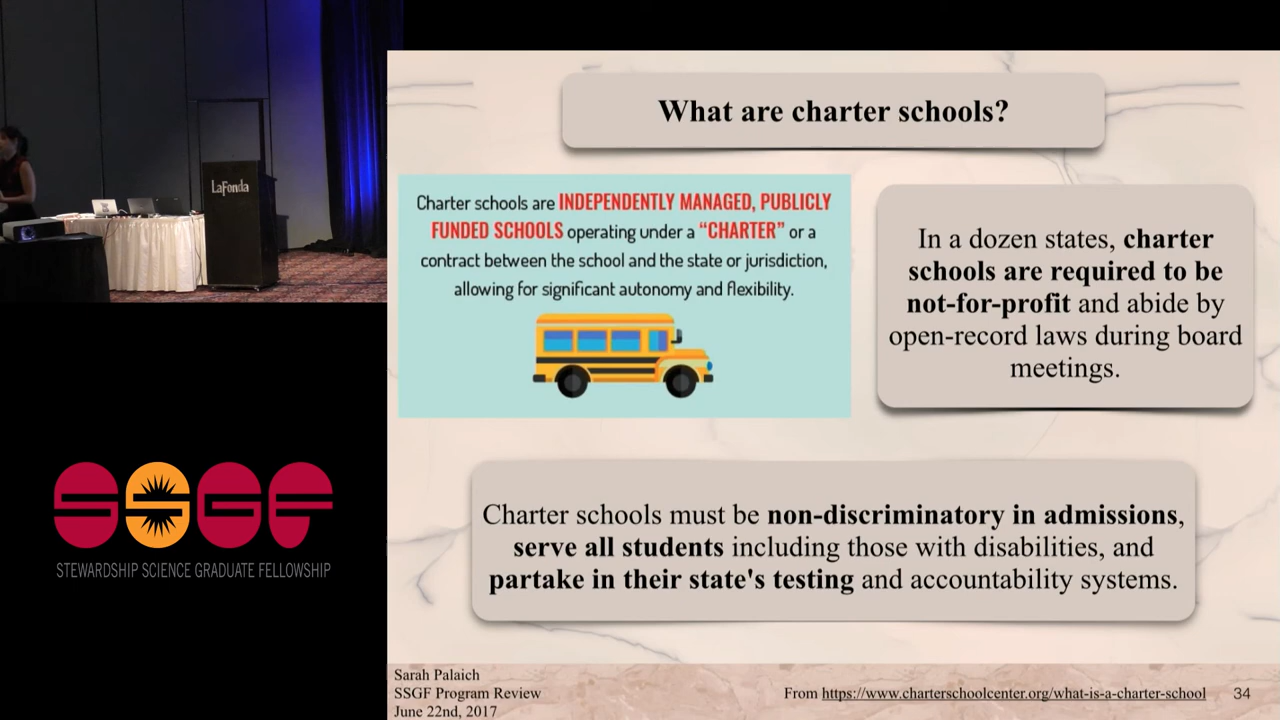 LaFonda
SSGF
STEWARDSHIP SCIENCE GRADUATE FELLOWSHIP
What are charter schools?
Charter schools are INDEPENDENTLY MANAGED, PUBLICLY
FUNDED SCHOOLS operating under a “CHARTER” or a
contract between the school and the state or jurisdiction,
allowing for significant autonomy and flexibility.
In a dozen states, charter
schools are required to be
not-for-profit and abide by
open-record laws during board
meetings.
Charter schools must be non-discriminatory in admissions,
serve all students including those with disabilities, and
partake in their state's testing and accountability systems.
Sarah Palaich
SSGF Program Review
June 22nd, 2017
From https://www.charterschoolcenter.org/what-is-a-charter-school
34